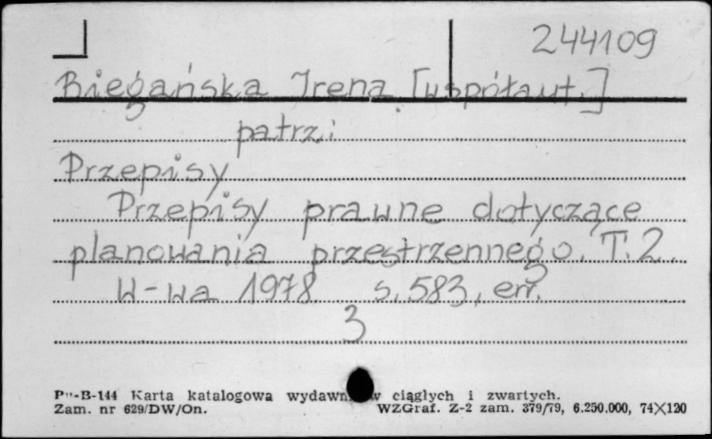 244109
Biegańska Irena [współaut.]
patrz:
Przepisy
Przepisy prawne dotyczące
planowania przestrzennego. T. 2.
W-wa 1978 s. 583, err.
3
Pu-B-144 Karta katalogowa wydawn ciągłych i zwartych.
Zam. nr 629/DW/On. WZGraf. Z-2 zam. 379/79, 6.250.000, 74X120